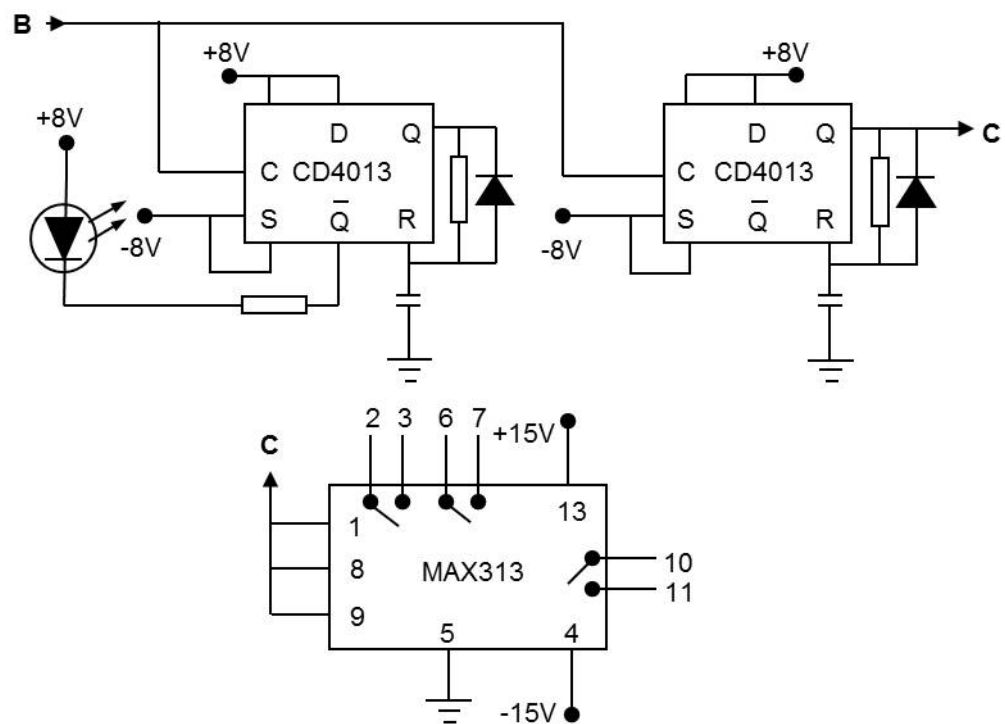 B
+8V
+8V
+8V
D Q
D Q
C
C CD4013
C CD4013
S Q̅ R
S Q̅ R
-8V
-8V
2 3 6 7
+15V
C
1
13
8
MAX313
10
11
9
5
4
-15V